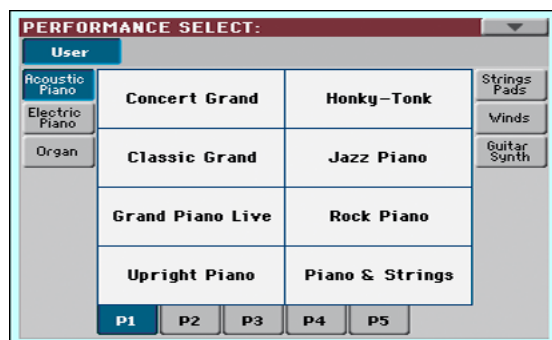 PERFORMANCE SELECT:
User
Acoustic
Piano
Electric
Piano
Organ
Concert Grand
Honky-Tonk
Classic Grand
Jazz Piano
Grand Piano Live
Rock Piano
Upright Piano
Piano & Strings
Strings
Pads
Winds
Guitar
Synth
P1 P2 P3 P4 P5